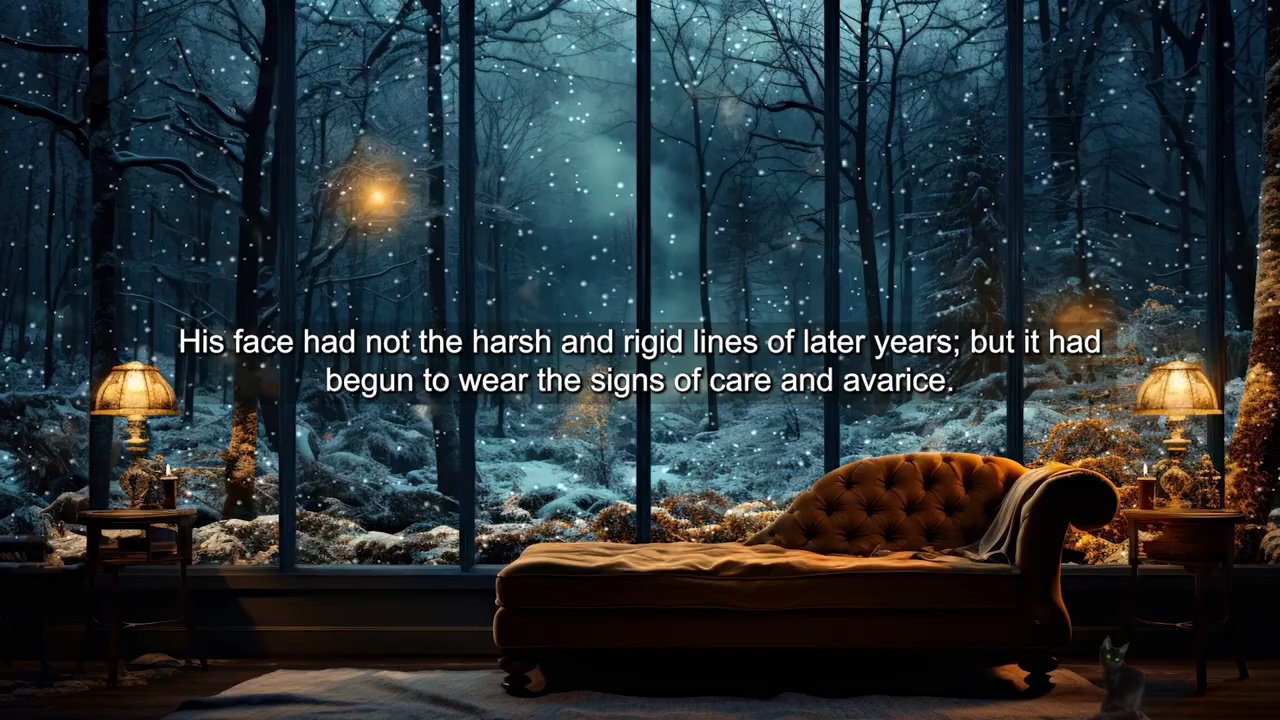 His face had not the harsh and rigid lines of later years; but it had
begun to wear the signs of care and avarice.